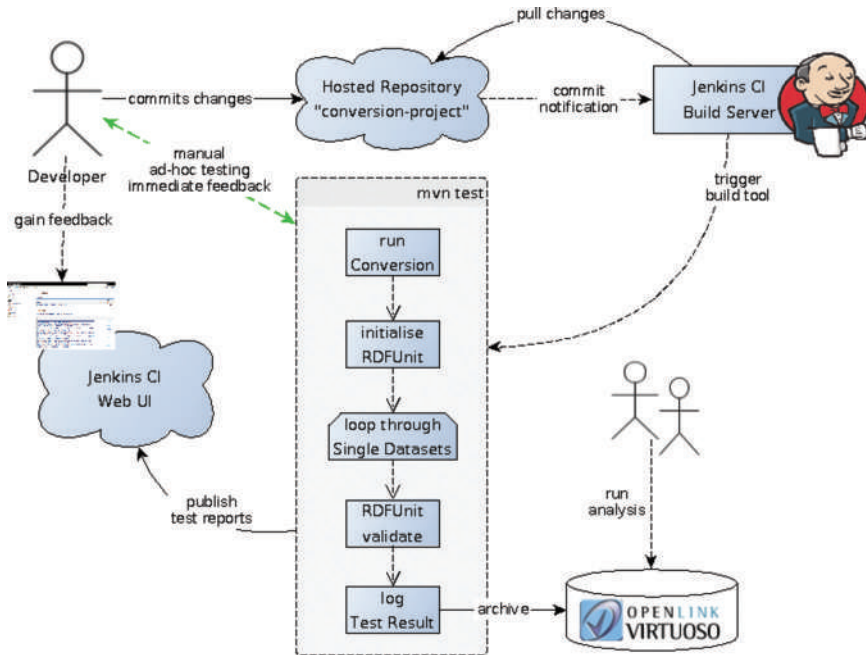 pull changes
Hosted Repository
"conversion-project"
commits changes
commit
notification
Jenkins CI
Build Server
Developer
manual
ad-hoc testing
immediate feedback
mvn test
trigger
build tool
gain feedback
run
Conversion
initialise
RDFUnit
Jenkins CI
Web UI
loop through
Single Datasets
publish
test reports
RDFUnit
validate
run
analysis
log
Test Result
archive
OPENLINK
VIRTUOSO